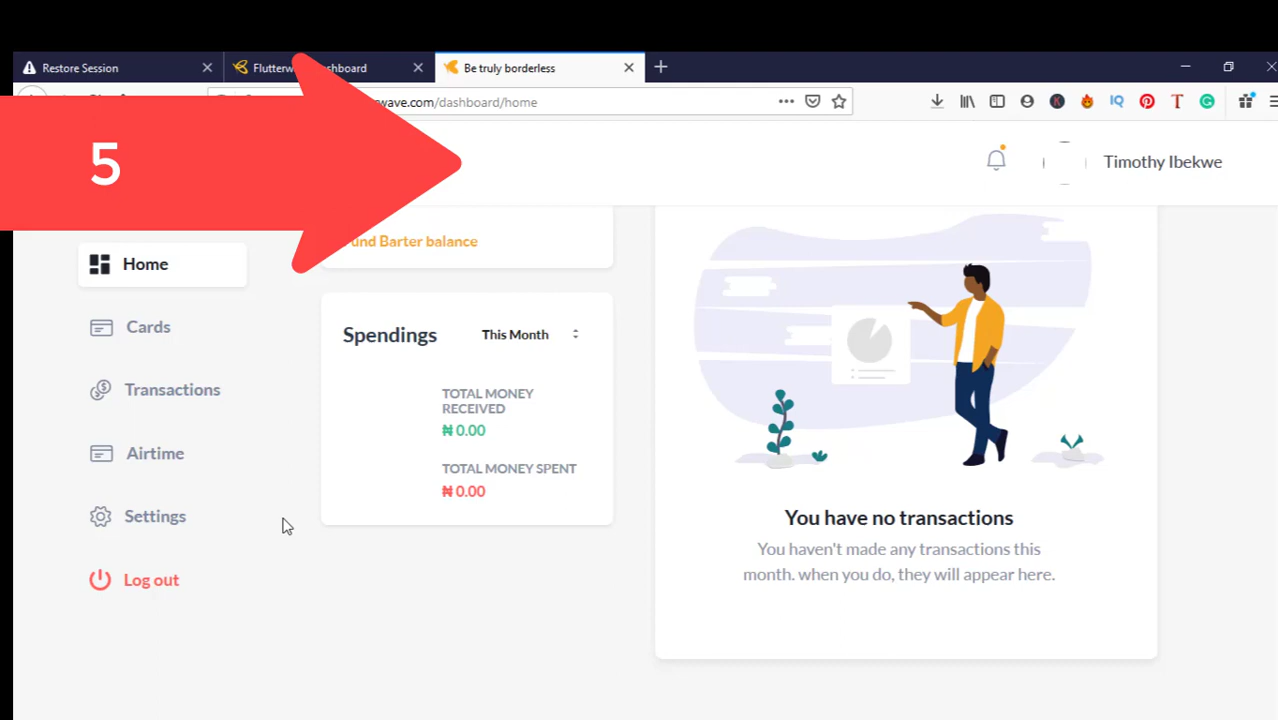 Restore Session
Flutterw
shboard
Be truly borderless
wave.com/dashboard/home
5
Timothy Ibekwe
und Barter balance
Home
Cards
Transactions
Airtime
Settings
Log out
Spendings
This Month
TOTAL MONEY
RECEIVED
₦ 0.00
TOTAL MONEY SPENT
₦ 0.00
You have no transactions
You haven't made any transactions this
month. when you do, they will appear here.